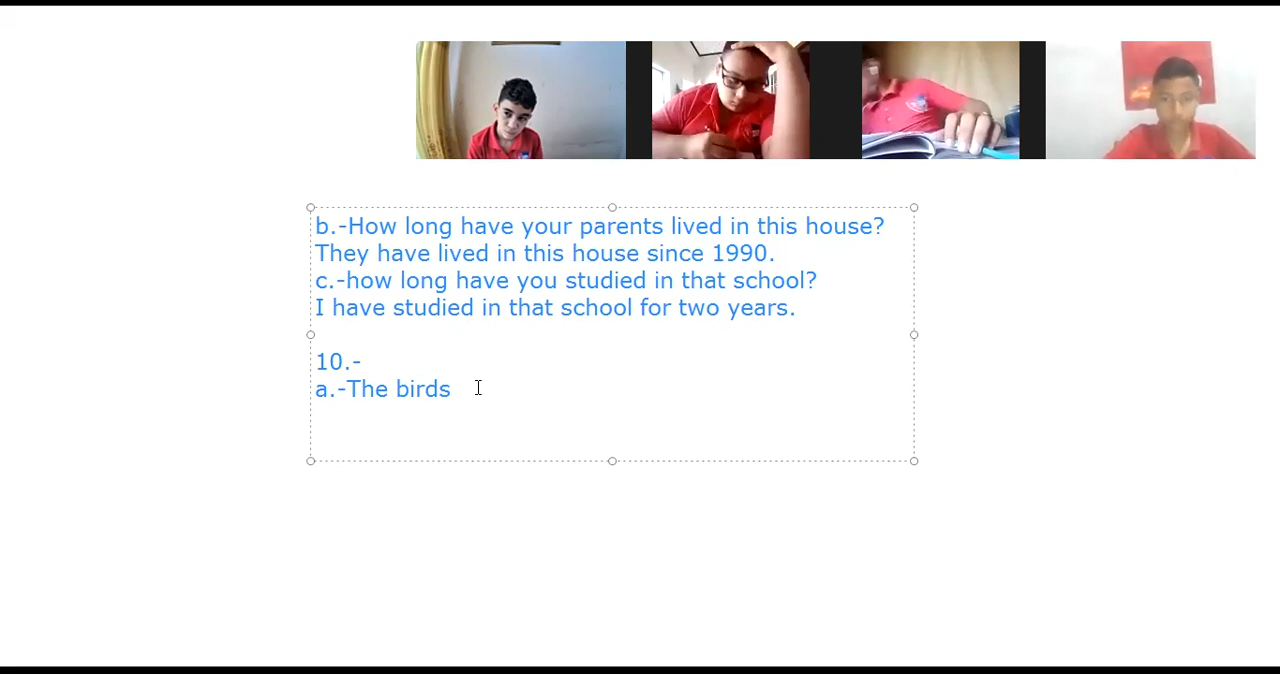 b.-How long have your parents lived in this house?
They have lived in this house since 1990.
c.-how long have you studied in that school?
I have studied in that school for two years.
10.-
a.-The birds